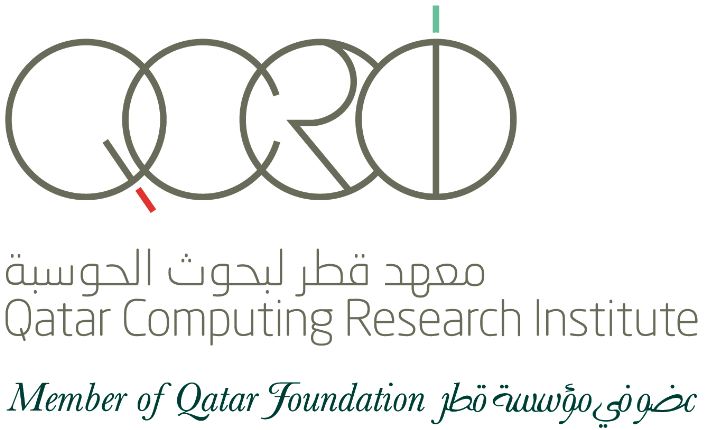 QCRI
معهد قطر لبحوث الحوسبة
Qatar Computing Research Institute
Member of Qatar Foundation عضو في مؤسسة قطر